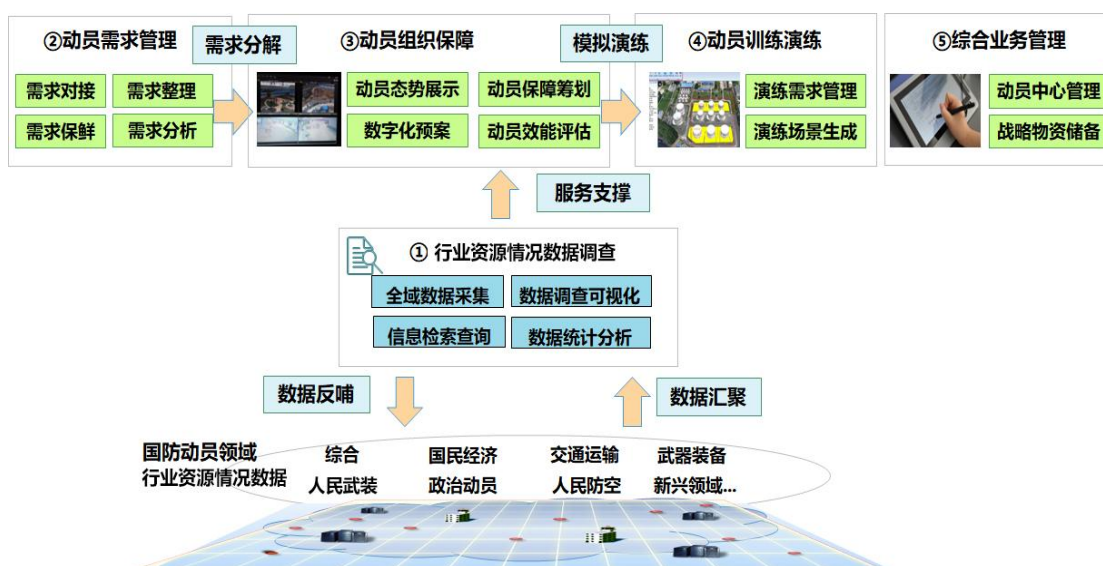 ②动员需求管理
需求分解
③动员组织保障
模拟演练
④动员训练演练
⑤综合业务管理
需求对接
需求整理
动员态势展示
动员保障筹划
演练需求管理
动员中心管理
需求保鲜
需求分析
数字化预案
动员效能评估
演练场景生成
战略物资储备
服务支撑
① 行业资源情况数据调查
全域数据采集
数据调查可视化
信息检索查询
数据统计分析
数据反哺
数据汇聚
国防动员领域
行业资源情况数据
综合
国民经济
交通运输
武器装备
人民武装
政治动员
人民防空
新兴领域...